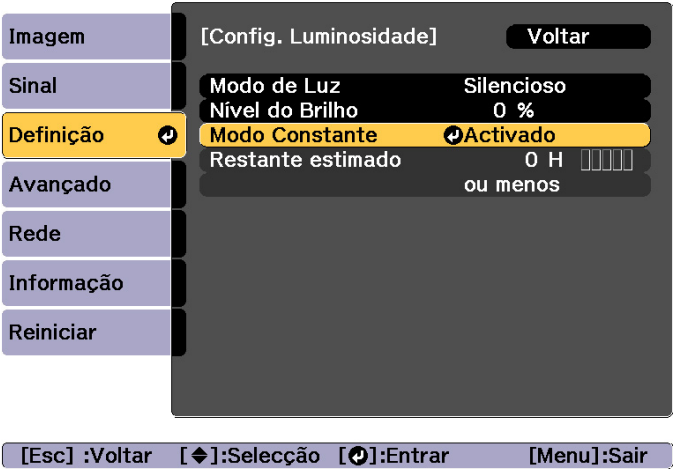 Imagem
Sinal
Definição
Avançado
Rede
Informação
Reiniciar
[Config. Luminosidade] Voltar
Modo de Luz Silencioso
Nível do Brilho 0 %
Modo Constante Activado
Restante estimado 0 H
ou menos
[Esc] :Voltar [◆]:Selecção [↵]:Entrar [Menu]:Sair